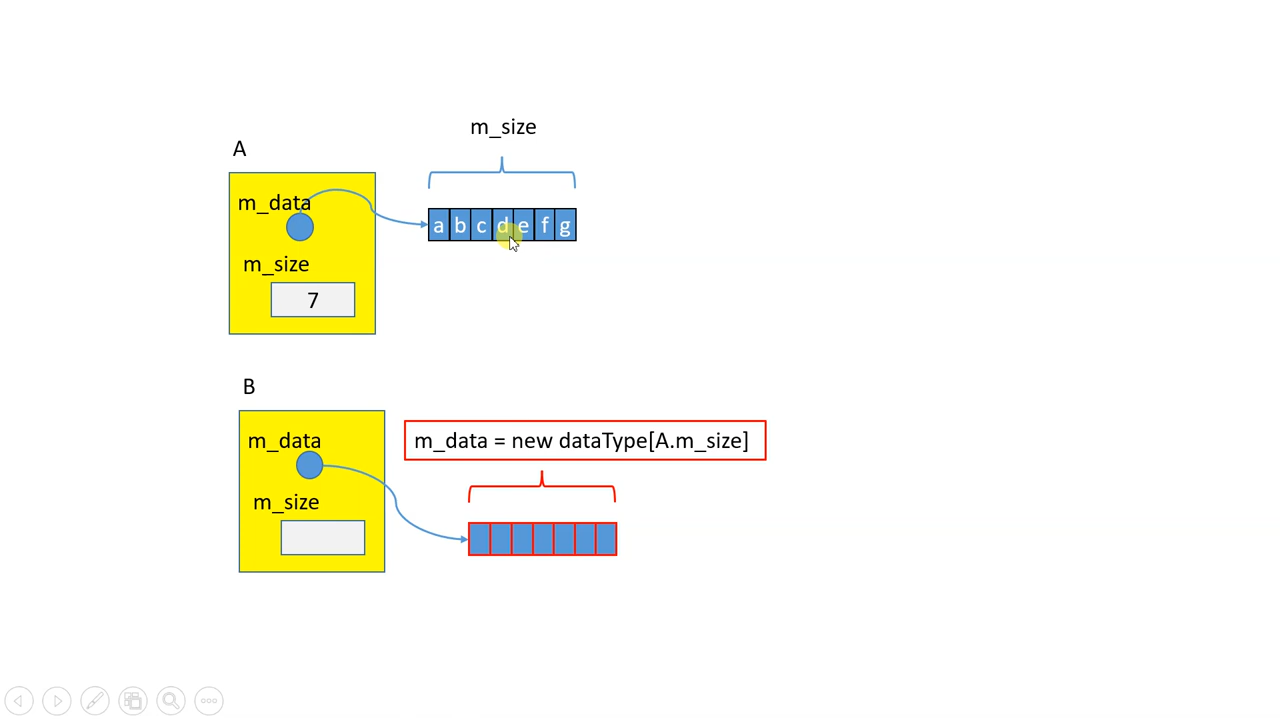 m_size
A
m_data
a b c d e f g
m_size
7
B
m_data
m_data = new dataType[A.m_size]
m_size